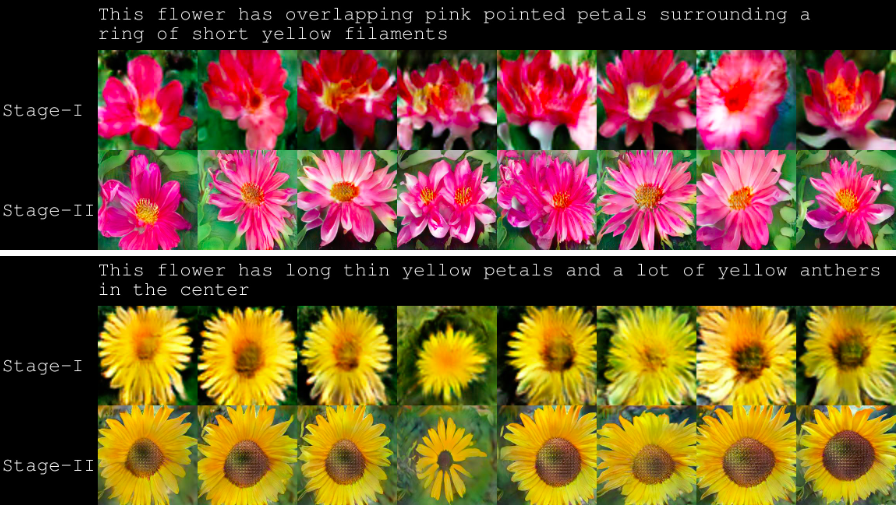 This flower has overlapping pink pointed petals surrounding a
ring of short yellow filaments
Stage-I
Stage-II
This flower has long thin yellow petals and a lot of yellow anthers
in the center
Stage-I
Stage-II